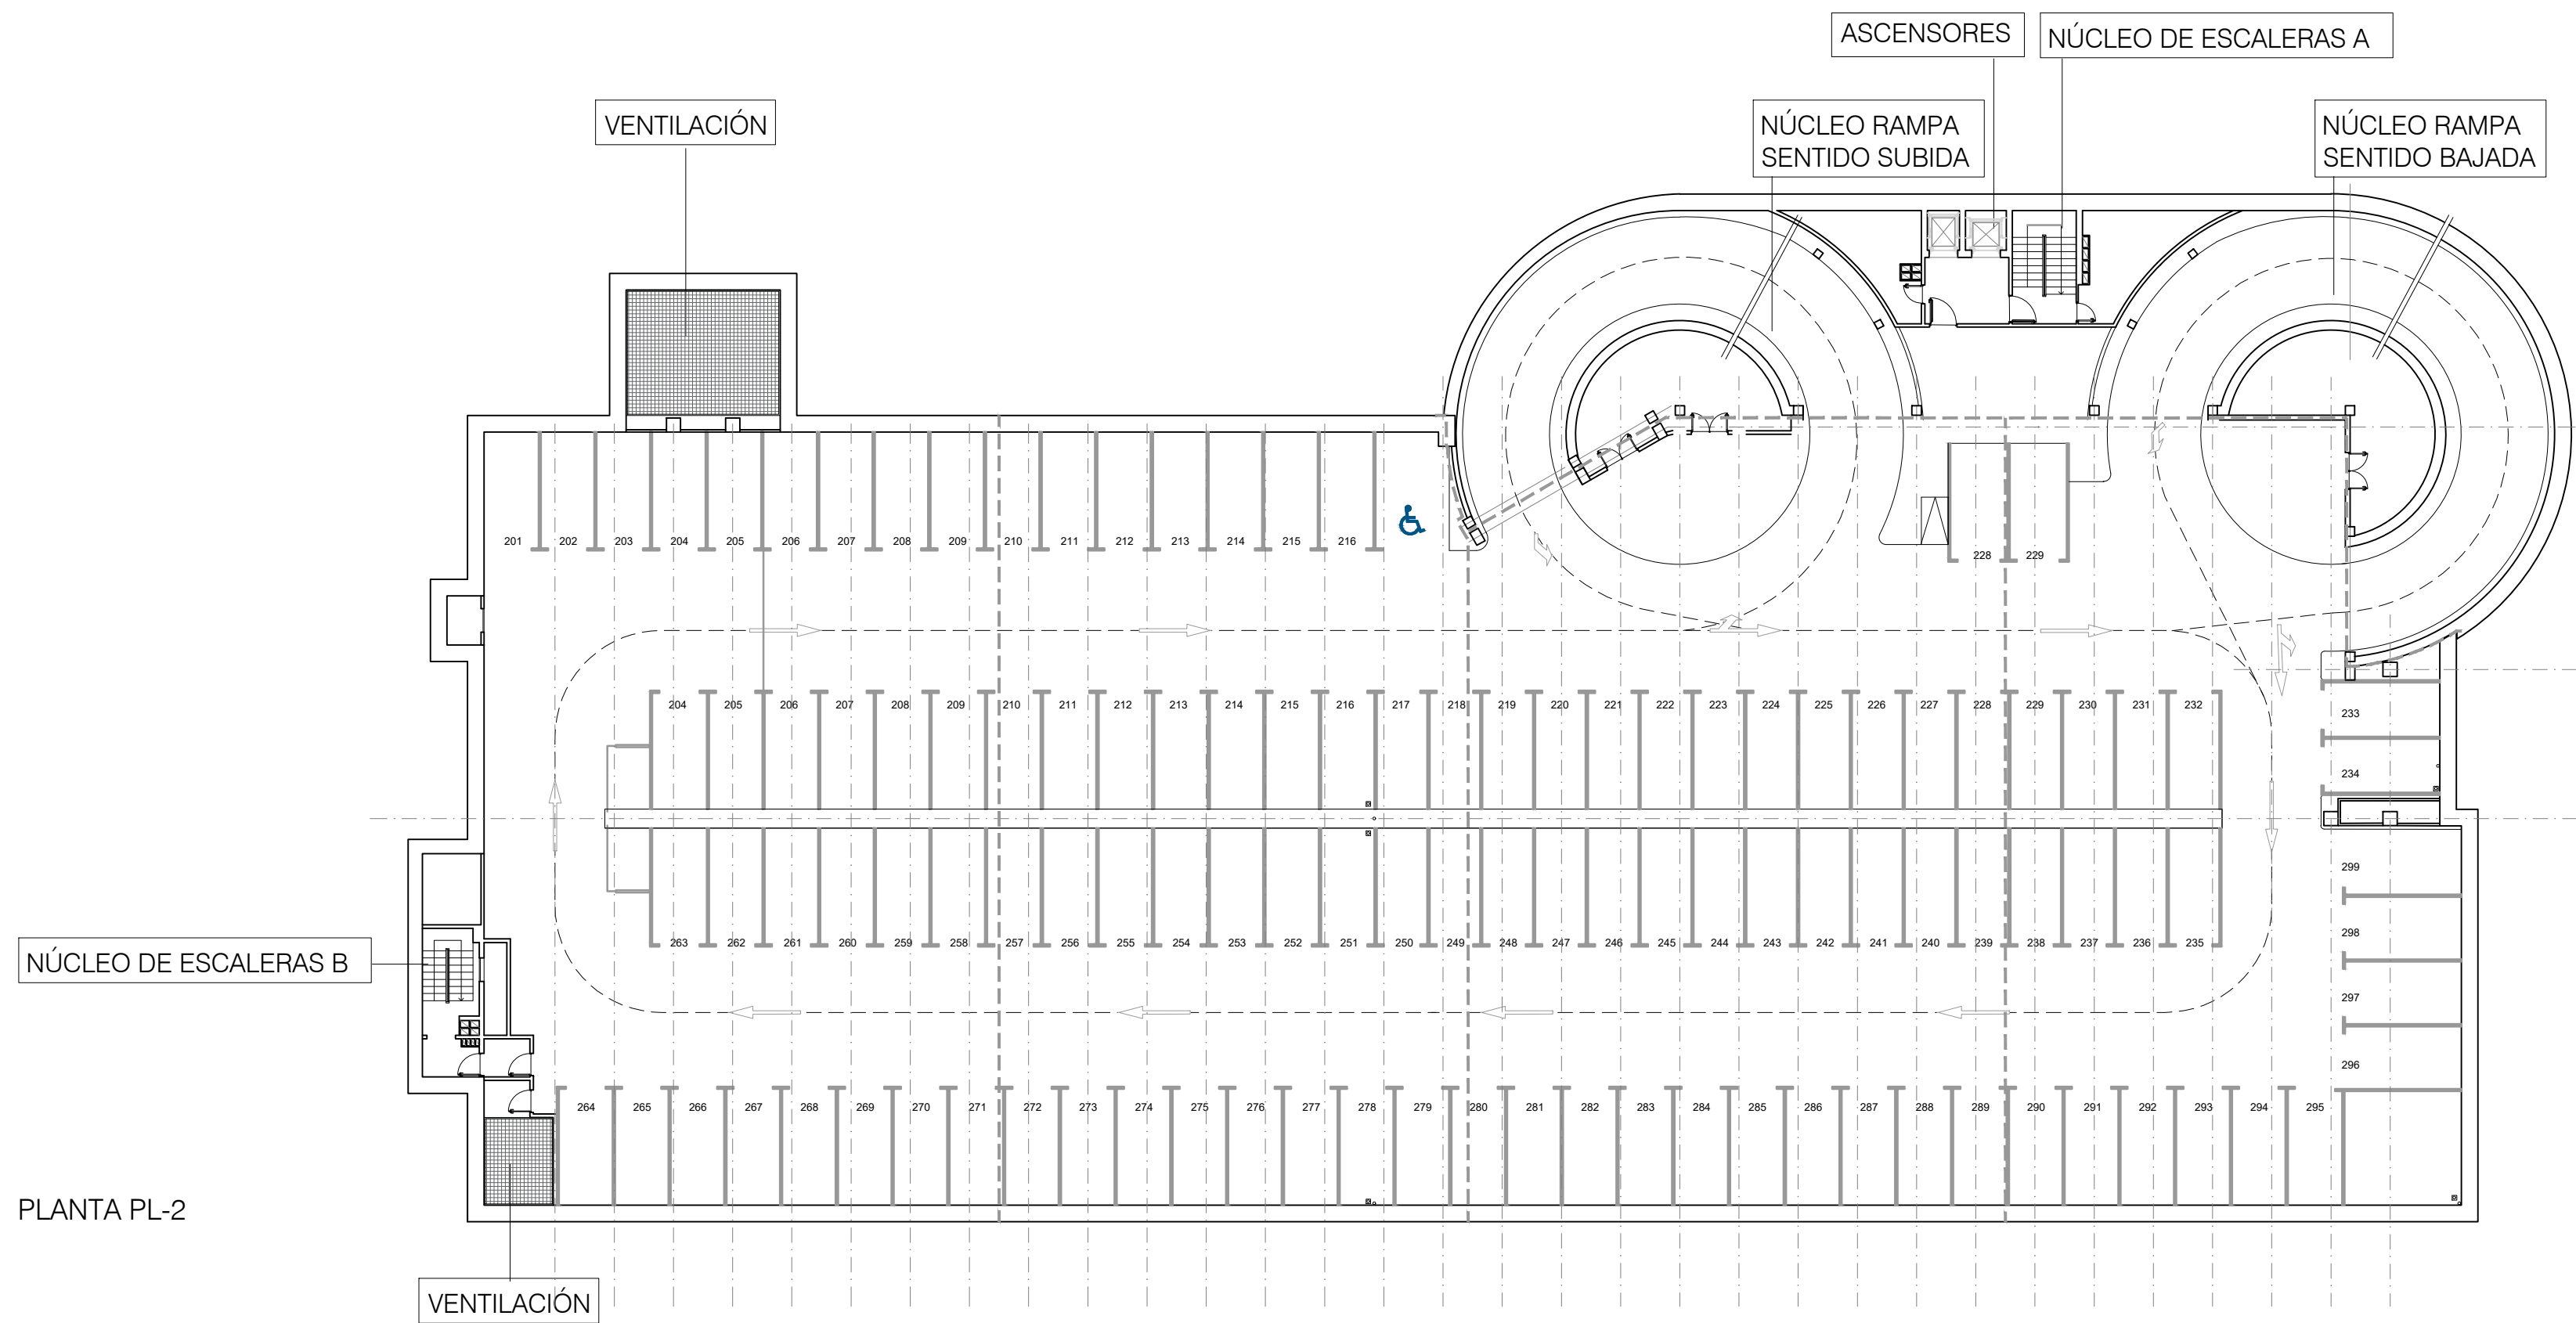 ASCENSORES
NÚCLEO DE ESCALERAS A
VENTILACIÓN
NÚCLEO RAMPA
SENTIDO SUBIDA
NÚCLEO RAMPA
SENTIDO BAJADA
201 202 203 204 205 206 207 208 209 210 211 212 213 214 215 216
228 229
204 205 206 207 208 209 210 211 212 213 214 215 216 217 218 219 220 221 222 223 224 225 226 227 228 229 230 231 232
233
234
299
298
297
296
263 262 261 260 259 258 257 256 255 254 253 252 251 250 249 248 247 246 245 244 243 242 241 240 239 238 237 236 235
NÚCLEO DE ESCALERAS B
264 265 266 267 268 269 270 271 272 273 274 275 276 277 278 279 280 281 282 283 284 285 286 287 288 289 290 291 292 293 294 295
PLANTA PL-2
VENTILACIÓN